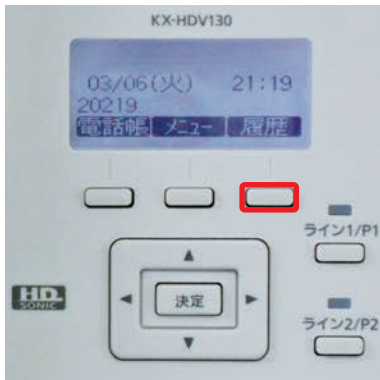 KX-HDV130
03/06(火) 21:19
20219
電話帳 メニュー 履歴
ライン1/P1
HD
SONIC
決定
ライン2/P2